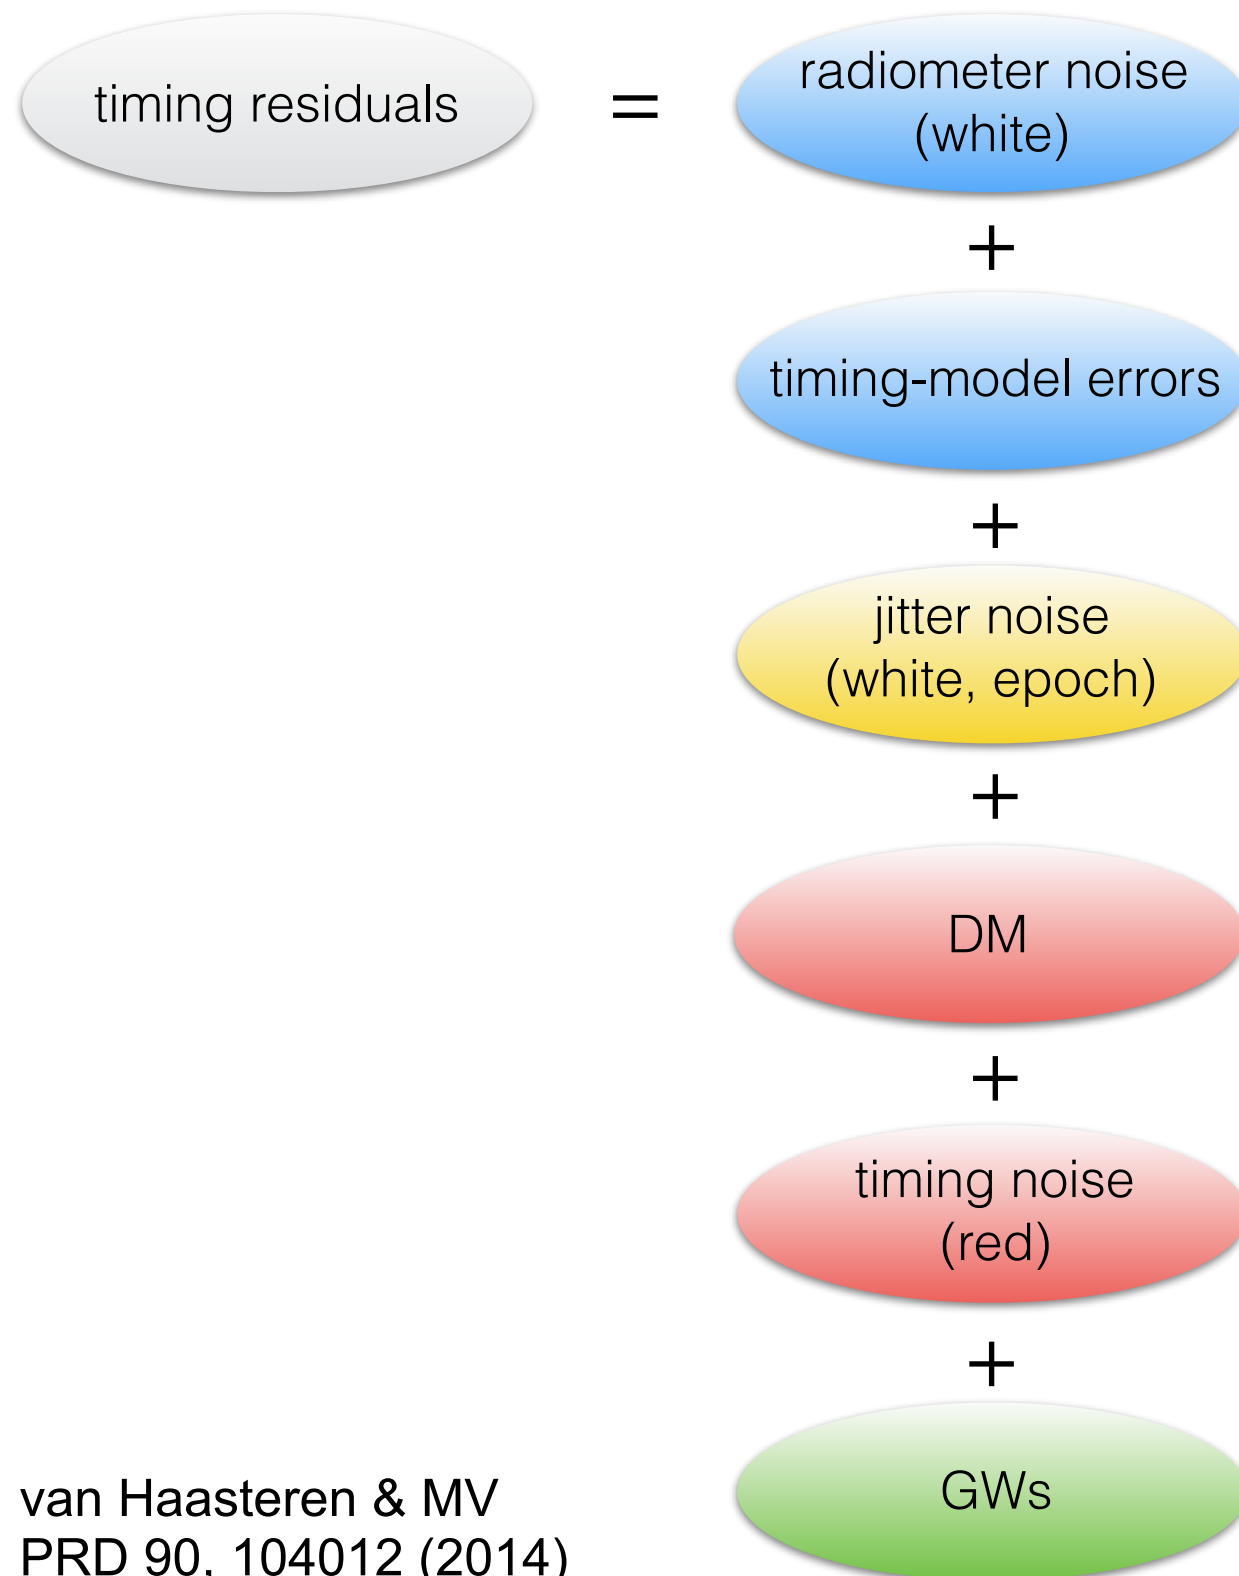 timing residuals
=
radiometer noise
(white)
+
timing-model errors
+
jitter noise
(white, epoch)
+
DM
+
timing noise
(red)
+
GWs
van Haasteren & MV
PRD 90, 104012 (2014)